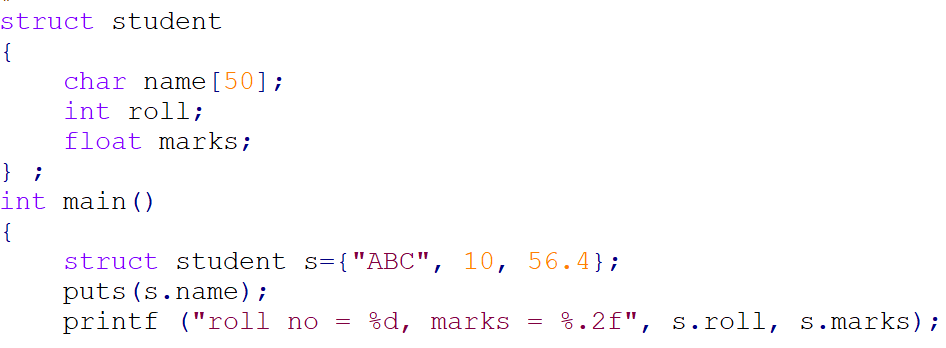 struct student
{
    char name[50];
    int roll;
    float marks;
} ;
int main()
{
    struct student s={"ABC", 10, 56.4};
    puts(s.name);
    printf ("roll no = %d, marks = %.2f", s.roll, s.marks);